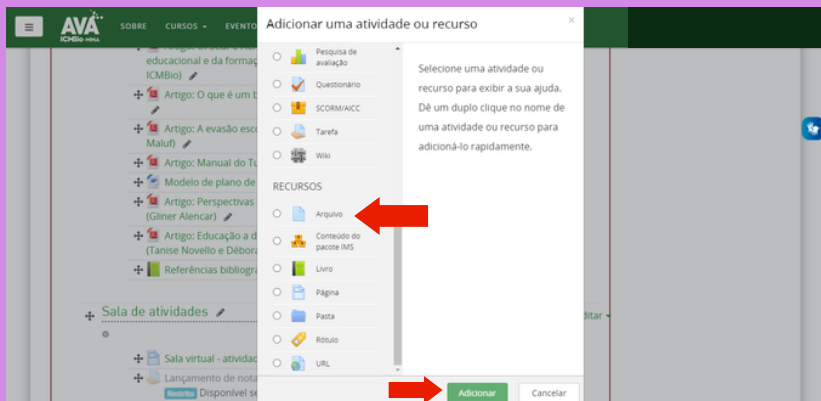 AVA
ICMBio-MMA
SOBRE
CURSOS
EVENTO
Adicionar uma atividade ou recurso
×
educacional e da formaç
ICMBio)
Artigo: O que é um b
Artigo: A evasão esco
Maluf)
Artigo: Manual do Tu
Modelo de plano de
Artigo: Perspectivas
(Gliner Alencar)
Artigo: Educação a d
(Tanise Novello e Débora
Referências bibliogra
Sala de atividades
Sala virtual - atividad
Lançamento de nota
Restrito Disponível se
Pesquisa de
avaliação
Questionário
SCORM/AICC
Tarefa
Wiki
RECURSOS
Arquivo
Conteúdo do
pacote IMS
Livro
Página
Pasta
Rótulo
URL
Selecione uma atividade ou
recurso para exibir a sua ajuda.
Dê um duplo clique no nome de
uma atividade ou recurso para
adicioná-lo rapidamente.
ditar
Adicionar
Cancelar